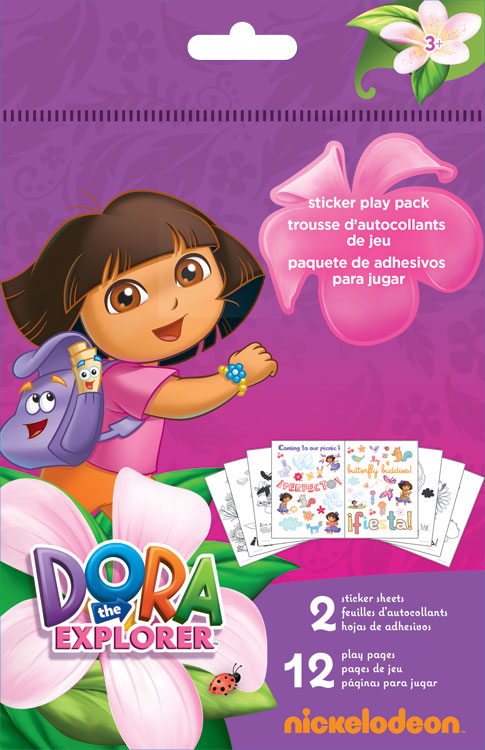 3+
sticker play pack
trousse d'autocollants
de jeu
paquete de adhesivos
para jugar
Coming to our picnic?
¡PERFECTO!
butterfly buddies!
¡fiesta!
DORA
the
EXPLORER™
2
sticker sheets
feuilles d'autocollants
hojas de adhesivos
12
play pages
pages de jeu
páginas para jugar
nickelodeon™